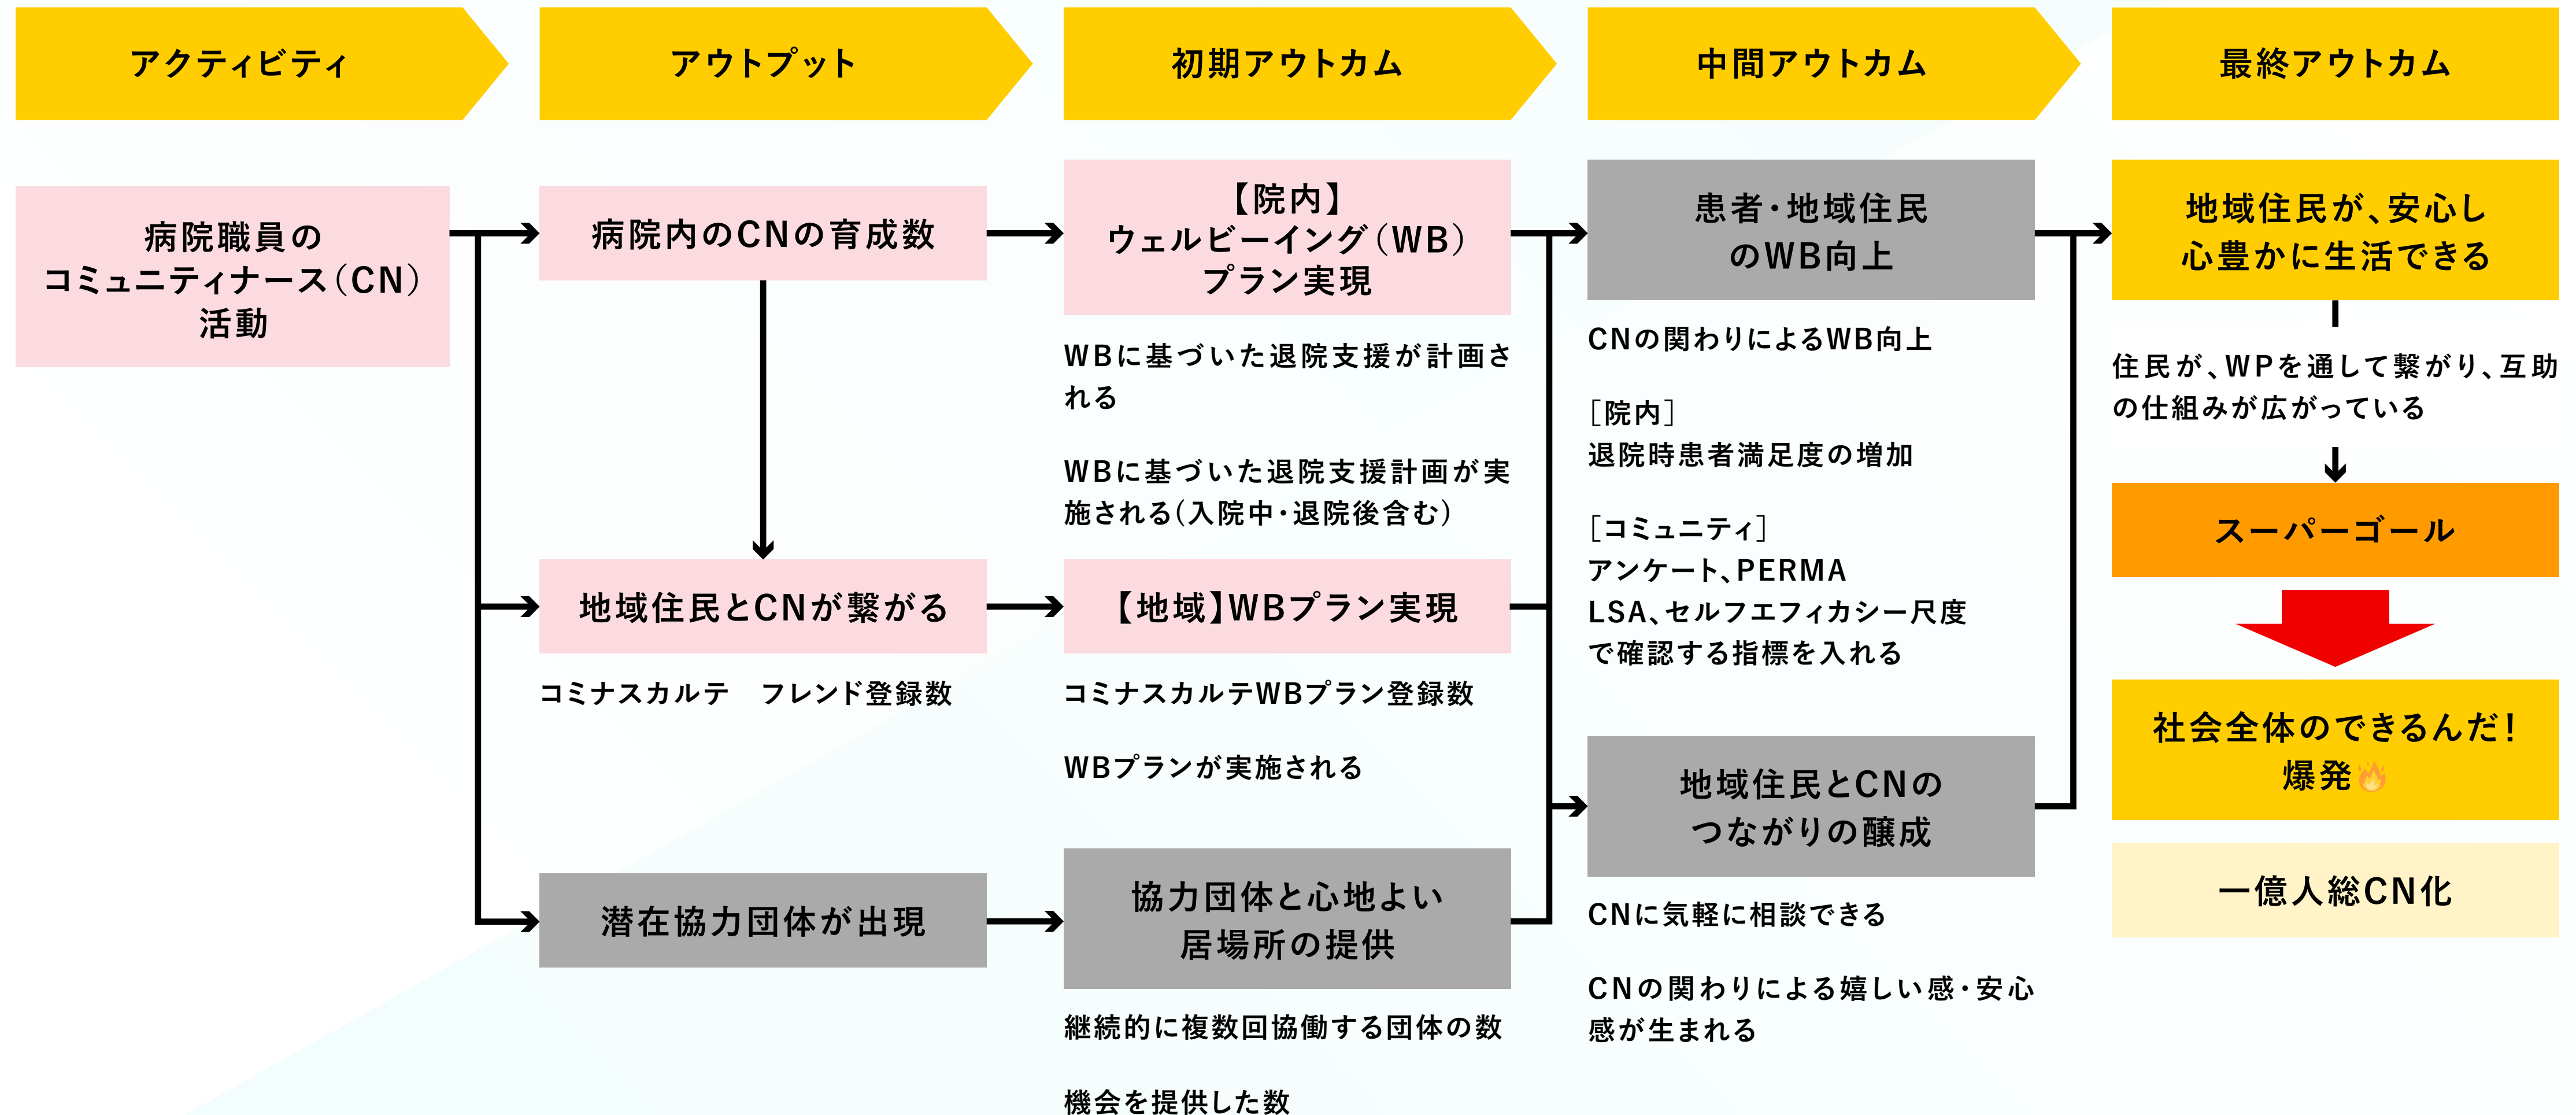 アクティビティ
アウトプット
初期アウトカム
中間アウトカム
最終アウトカム
病院職員の
コミュニティナース（CN）
活動
病院内のCNの育成数
地域住民とCNが繋がる
コミナスカルテ　フレンド登録数
潜在協力団体が出現
【院内】
ウェルビーイング（WB）
プラン実現
WBに基づいた退院支援が計画さ
れる
WBに基づいた退院支援計画が実
施される(入院中・退院後含む)
【地域】WBプラン実現
コミナスカルテWBプラン登録数
WBプランが実施される
協力団体と心地よい
居場所の提供
継続的に複数回協働する団体の数
機会を提供した数
患者・地域住民
のWB向上
CNの関わりによるWB向上
［院内］
退院時患者満足度の増加
［コミュニティ］
アンケート、PERMA
LSA、セルフエフィカシー尺度
で確認する指標を入れる
地域住民とCNの
つながりの醸成
CNに気軽に相談できる
CNの関わりによる嬉しい感・安心
感が生まれる
地域住民が、安心し
心豊かに生活できる
住民が、WPを通して繋がり、互助
の仕組みが広がっている
スーパーゴール
社会全体のできるんだ！
爆発🔥
一億人総CN化